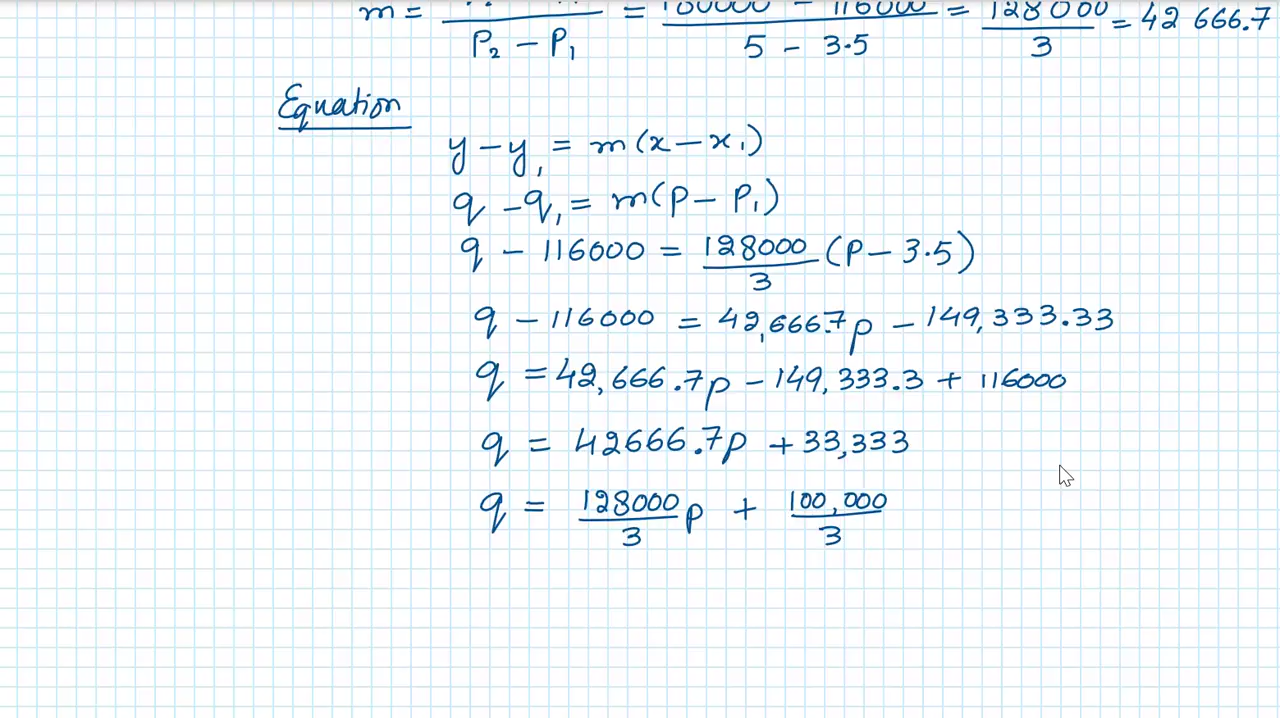 m = / P₂ − P₁ = 180000 − 116000 / 5 − 3.5 = 128000 / 3 = 42 666.7
Equation
y − y₁ = m(x − x₁)
q − q₁ = m(p − P₁)
q − 116000 = 128000/3 (P − 3.5)
q − 116000 = 42,666.7p − 149,333.33
q = 42,666.7p − 149,333.3 + 116000
q = 42666.7p + 33,333
q = 128000/3 p + 100,000/3